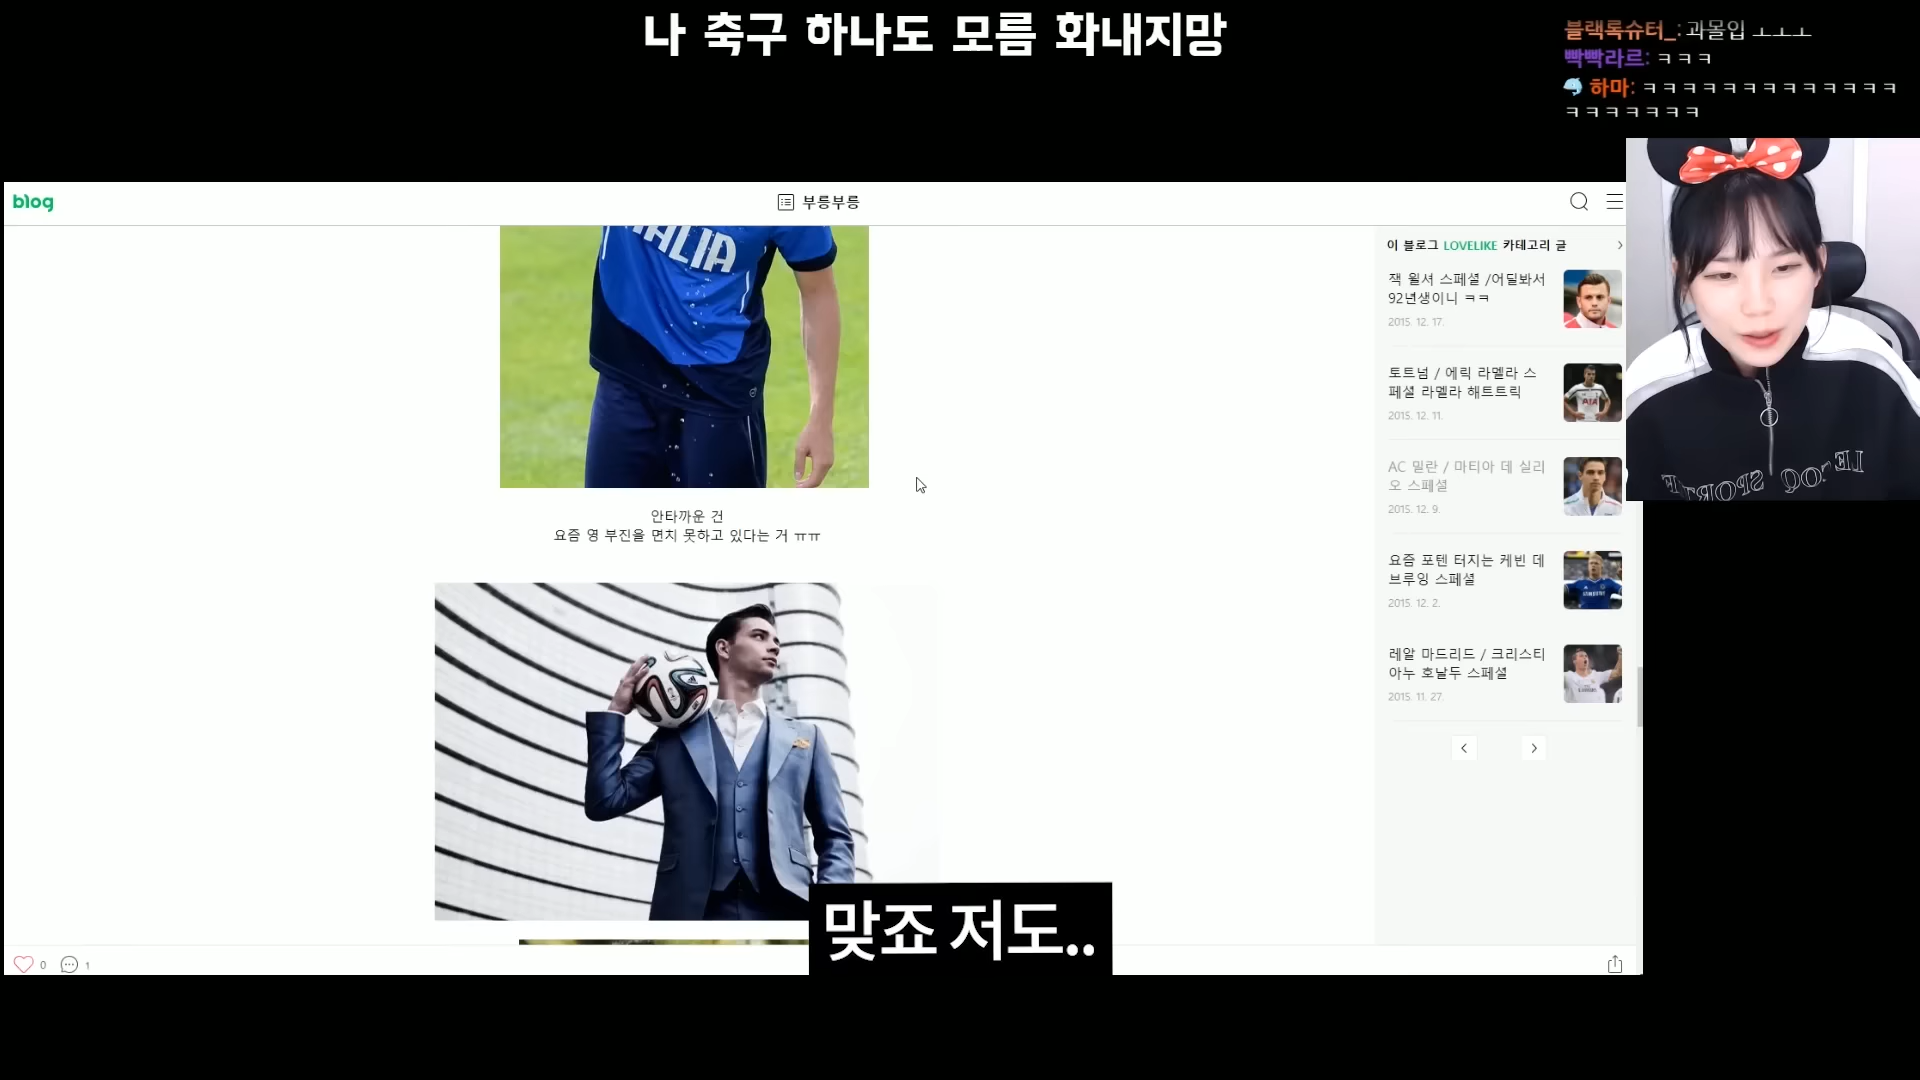 나 축구 하나도 모름 화내지망
블랙록슈터_: 과몰입 ㅗㅗㅗ
빡빡라르: ㅋㅋㅋ
하마: ㅋㅋㅋㅋㅋㅋㅋㅋㅋㅋㅋㅋㅋ
ㅋㅋㅋㅋㅋㅋㅋ
blog
부릉부릉
ITALIA
안타까운 건
요즘 영 부진을 면치 못하고 있다는 거 ㅠㅠ
이 블로그 LOVELIKE 카테고리 글
잭 윌셔 스페셜 /어딜봐서
92년생이니 ㅋㅋ
2015. 12. 17.
토트넘 / 에릭 라멜라 스
페셜 라멜라 해트트릭
2015. 12. 11.
AC 밀란 / 마티아 데 실리
오 스페셜
2015. 12. 9.
요즘 포텐 터지는 케빈 데
브루잉 스페셜
2015. 12. 2.
레알 마드리드 / 크리스티
아누 호날두 스페셜
2015. 11. 27.
맞죠 저도..
0
1